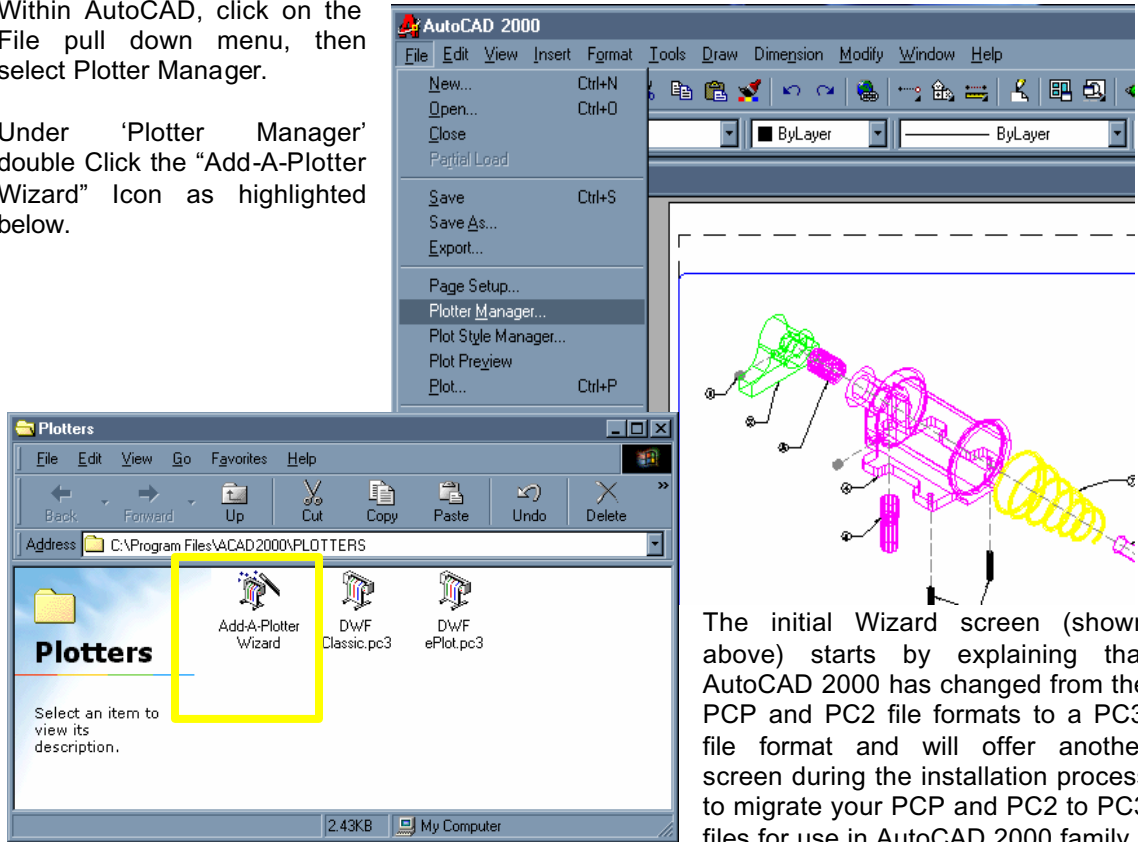 Within AutoCAD, click on the
File pull down menu, then
select Plotter Manager.
Under 'Plotter Manager'
double Click the "Add-A-Plotter
Wizard" Icon as highlighted
below.
AutoCAD 2000
File Edit View Insert Format Tools Draw Dimension Modify Window Help
New... Ctrl+N
Open... Ctrl+O
Close
Partial Load
Save Ctrl+S
Save As...
Export...
Page Setup...
Plotter Manager...
Plot Style Manager...
Plot Preview
Plot... Ctrl+P
ByLayer ByLayer
Plotters
File Edit View Go Favorites Help
Back Forward Up Cut Copy Paste Undo Delete »
Address C:\Program Files\ACAD2000\PLOTTERS
Add-A-Plotter
Wizard
DWF
Classic.pc3
DWF
ePlot.pc3
Plotters
Select an item to
view its
description.
2.43KB My Computer
The initial Wizard screen (shown
above) starts by explaining tha
AutoCAD 2000 has changed from the
PCP and PC2 file formats to a PC3
file format and will offer anothe
screen during the installation process
to migrate your PCP and PC2 to PC3
files for use in AutoCAD 2000 family